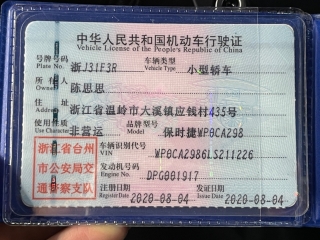 中华人民共和国机动车行驶证
Vehicle License of the People's Republic of China
号牌号码 浙J31F3R 车辆类型 小型轿车
Plate No. Vehicle Type
所有人 陈思思
Owner
住址 浙江省温岭市大溪镇应钱村435号
Address
使用性质 非营运 品牌型号 保时捷WP0CA298
Use Character Model
浙江省台州 车辆识别代号 WP0CA2986LS211226
VIN
市公安局交 发动机号码 DPG001917
Engine No.
通警察支队 注册日期 2020-08-04 发证日期 2020-08-04
Register Date Issue Date